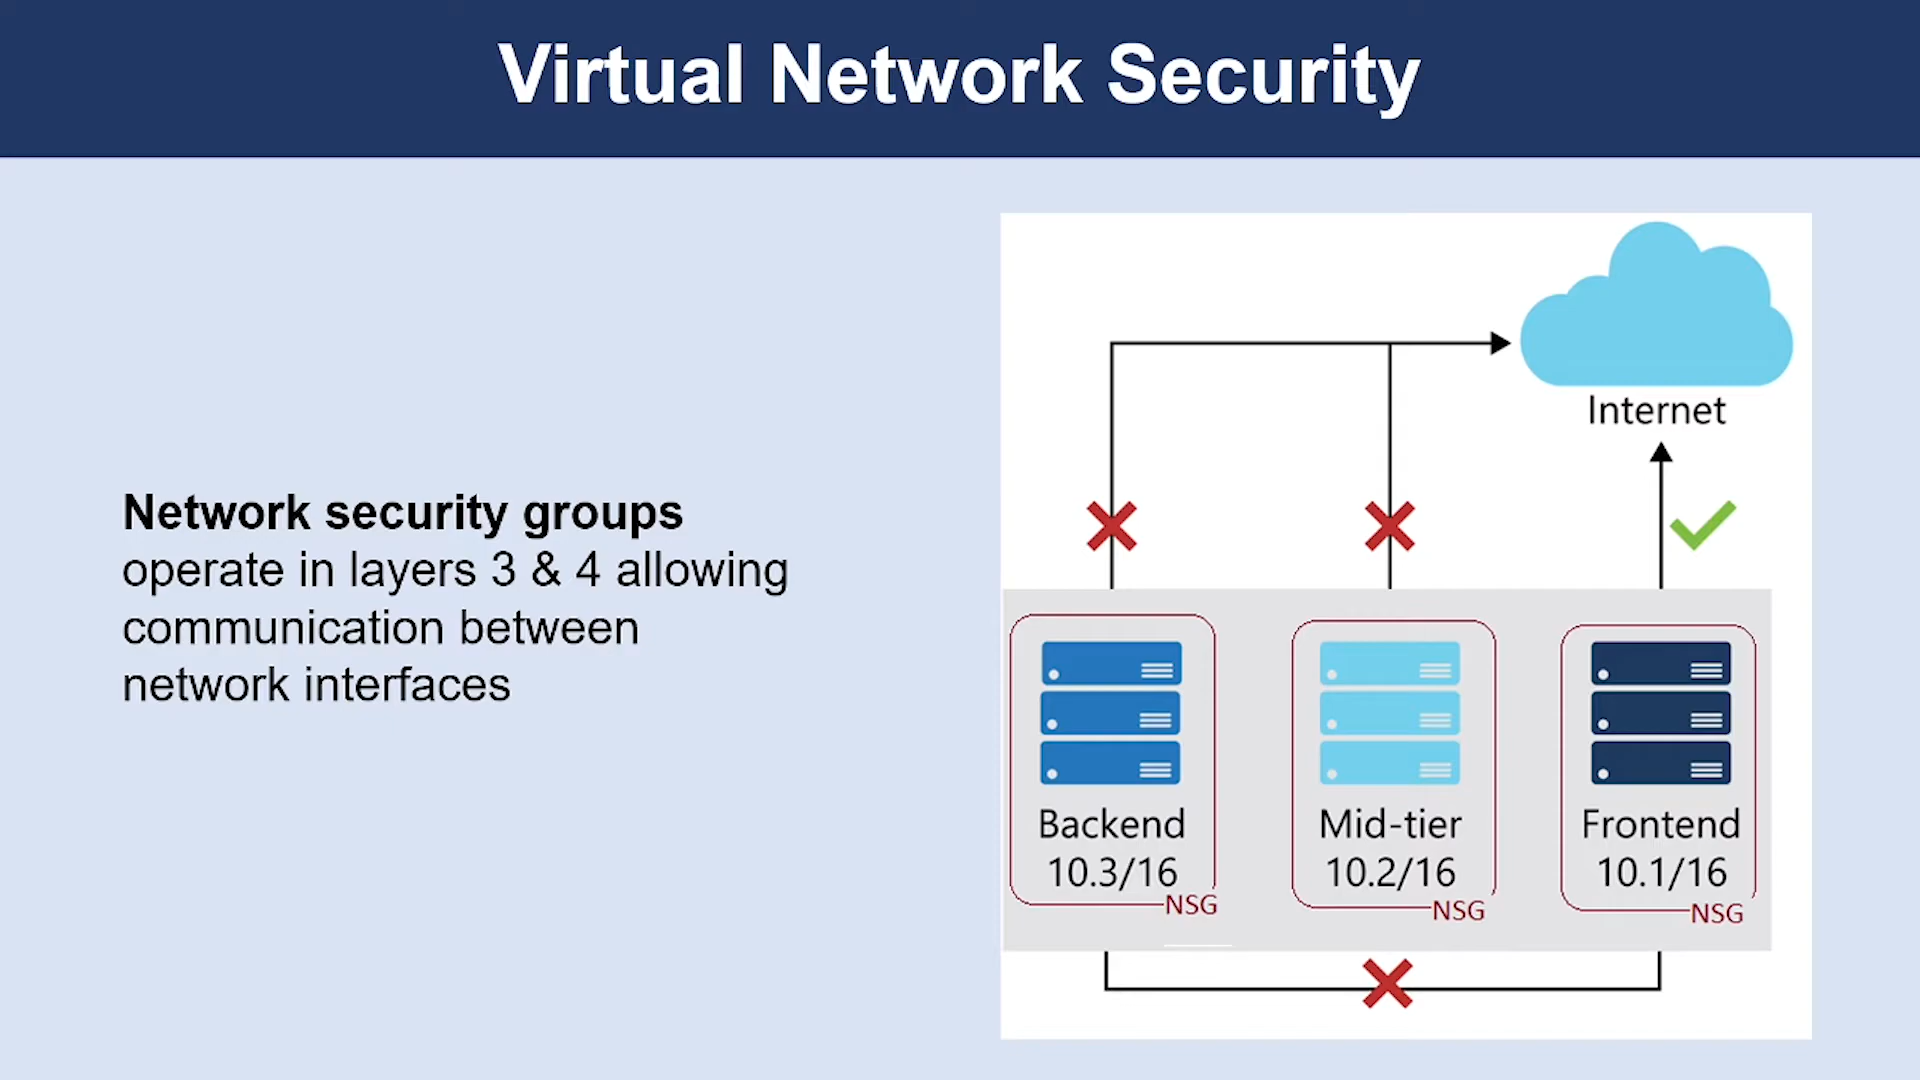 Virtual Network Security
Network security groups
operate in layers 3 & 4 allowing
communication between
network interfaces
Internet
Backend
10.3/16
NSG
Mid-tier
10.2/16
NSG
Frontend
10.1/16
NSG